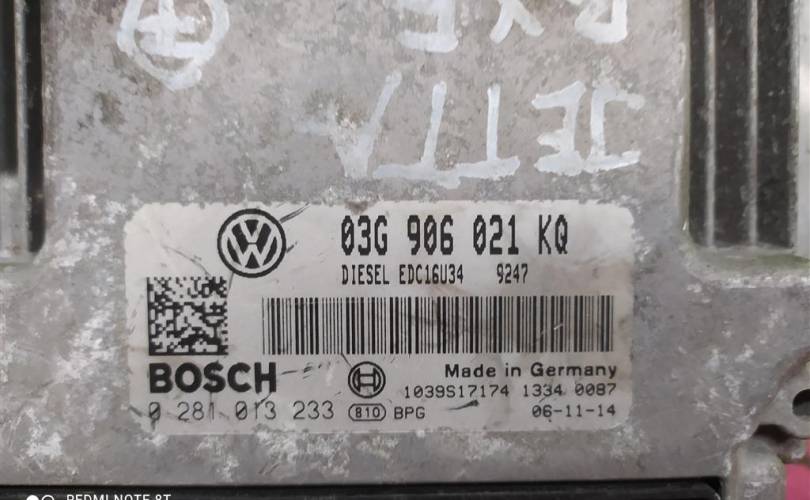 BXE
JETTA
03G 906 021 KQ
DIESEL EDC16U34 9247
BOSCH
Made in Germany
1039S17174 1334 0087
0 281 013 233 810 BPG 06-11-14
REDMI NOTE 8T